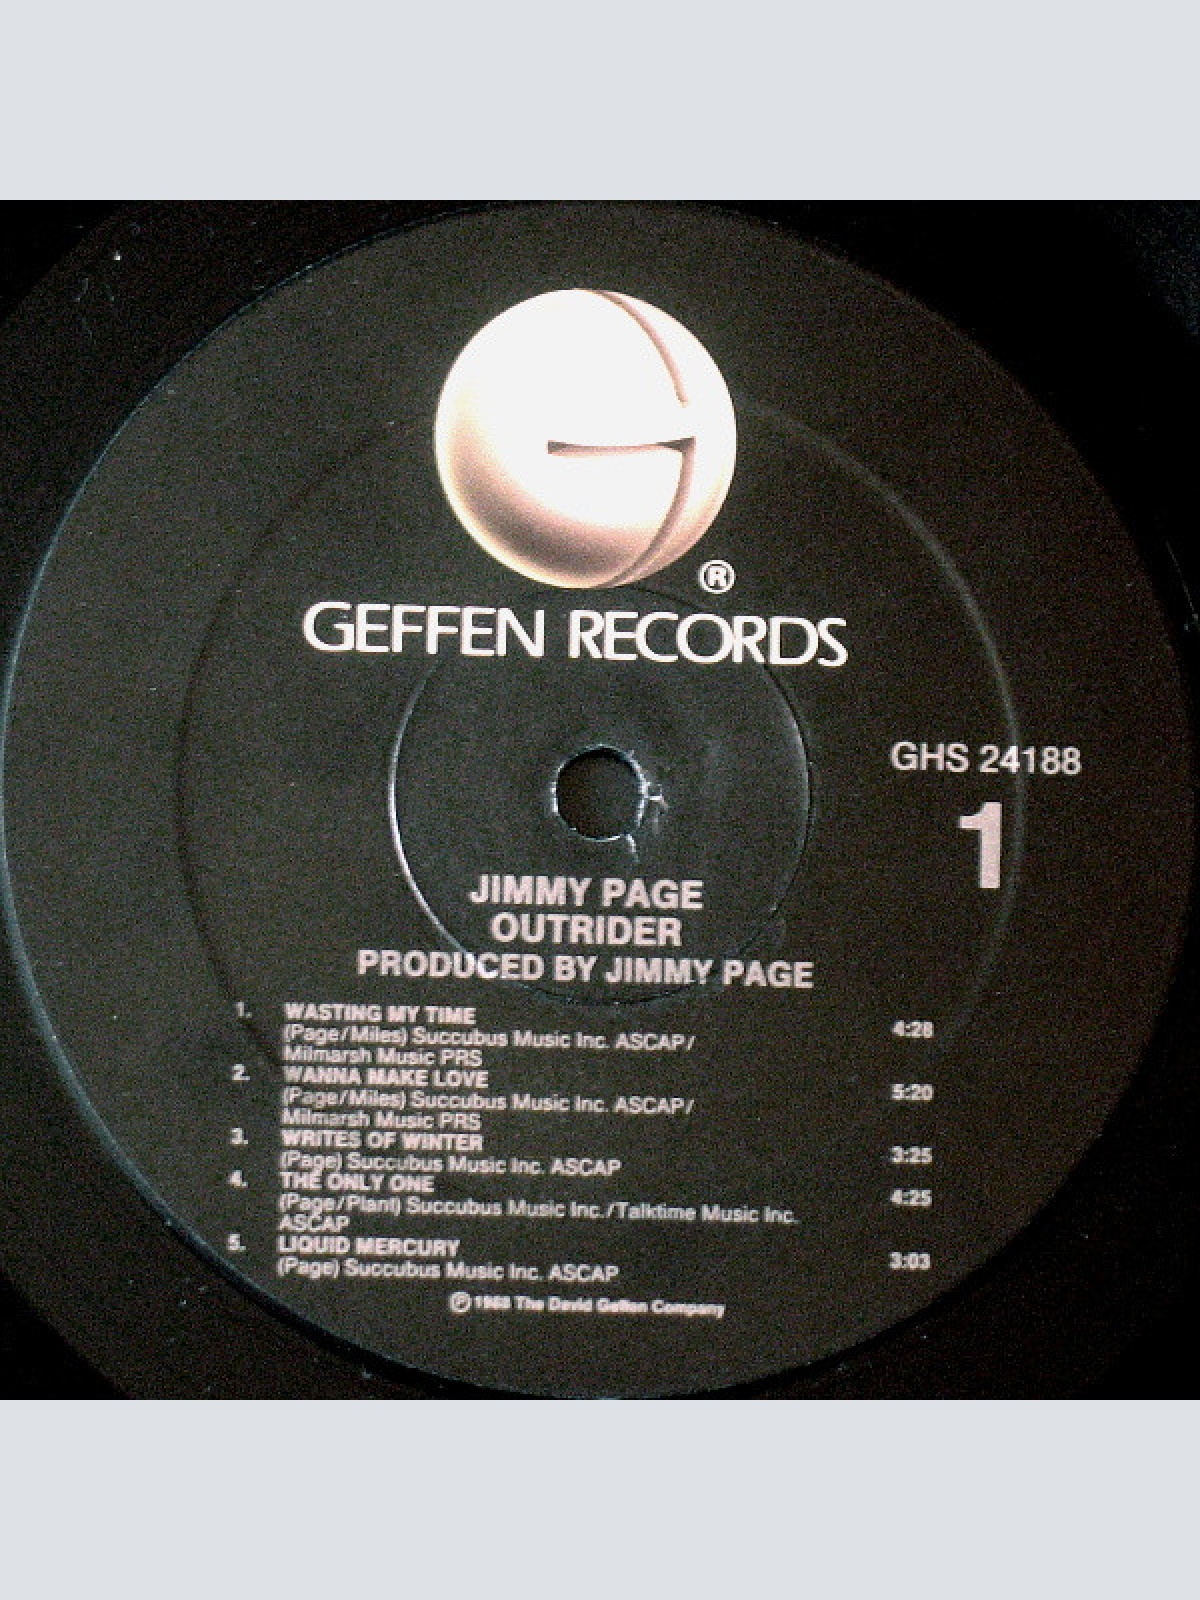 ®
GEFFEN RECORDS
GHS 24188
1
JIMMY PAGE
OUTRIDER
PRODUCED BY JIMMY PAGE
1. WASTING MY TIME
(Page/Miles) Succubus Music Inc. ASCAP/ 4:28
Milmarsh Music PRS
2. WANNA MAKE LOVE
(Page/Miles) Succubus Music Inc. ASCAP/ 5:20
Milmarsh Music PRS
3. WRITES OF WINTER
(Page) Succubus Music Inc. ASCAP 3:25
4. THE ONLY ONE
(Page/Plant) Succubus Music Inc./Talktime Music Inc. 4:25
ASCAP
5. LIQUID MERCURY
(Page) Succubus Music Inc. ASCAP 3:03
℗ 1988 The David Geffen Company